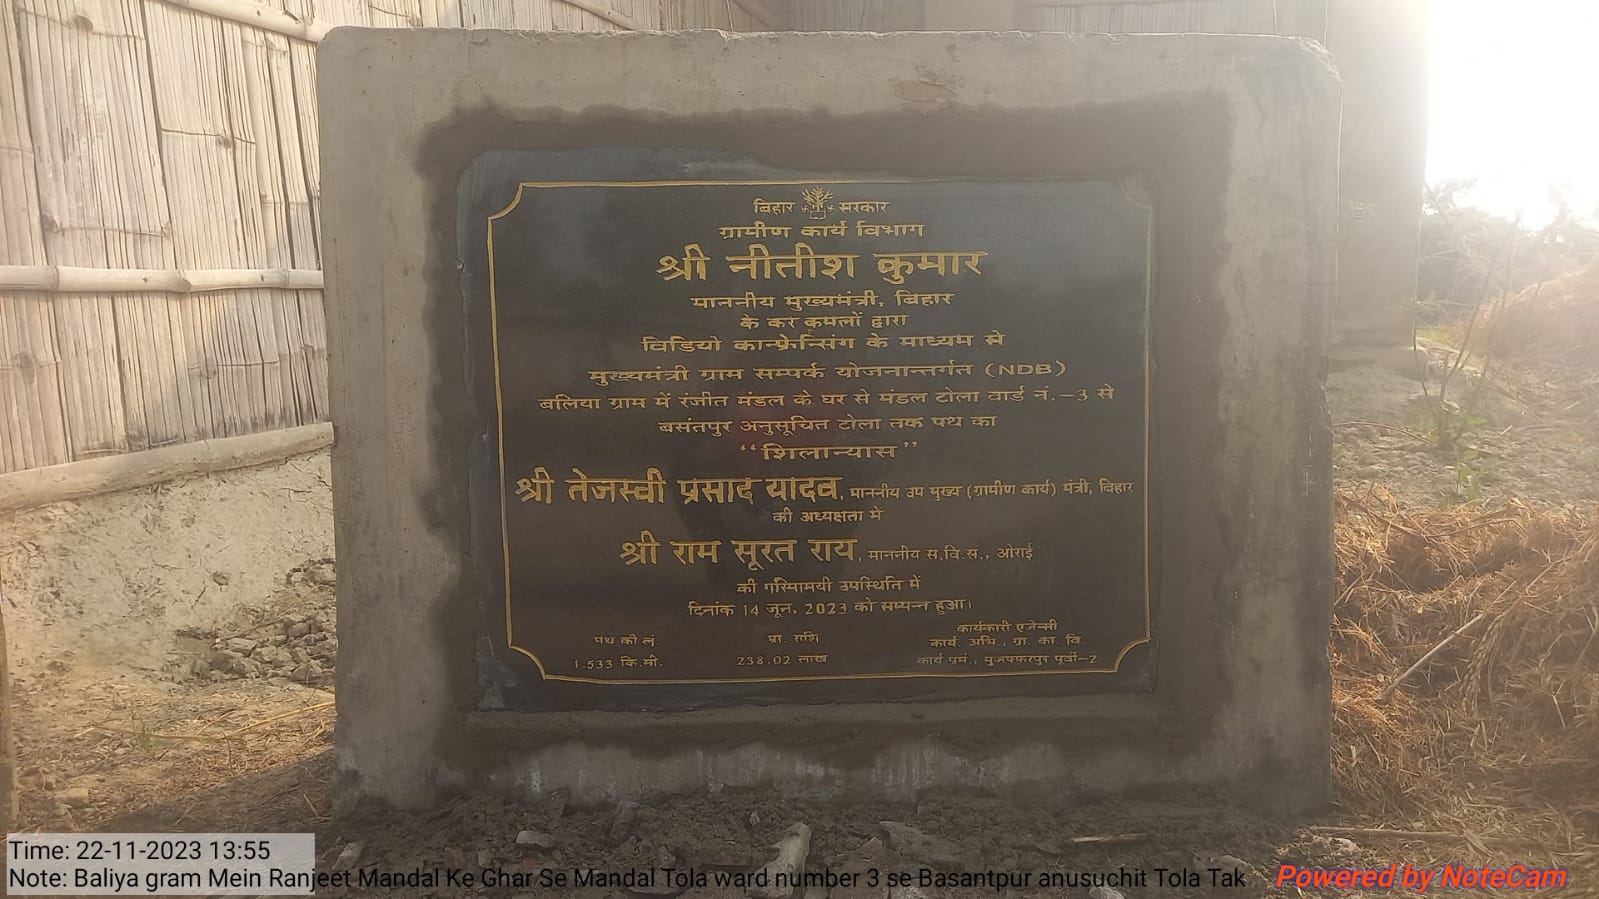 बिहार सरकार
ग्रामीण कार्य विभाग
श्री नीतीश कुमार
माननीय मुख्यमंत्री, बिहार
के कर कमलों द्वारा
विडियो कान्फ्रेन्सिंग के माध्यम से
मुख्यमंत्री ग्राम सम्पर्क योजनान्तर्गत (NDB)
बलिया ग्राम में रंजीत मंडल के घर से मंडल टोला वार्ड नं.-3 से
बसंतपुर अनुसूचित टोला तक पथ का
“शिलान्यास”
श्री तेजस्वी प्रसाद यादव, माननीय उप मुख्य (ग्रामीण कार्य) मंत्री, बिहार
की अध्यक्षता में
श्री राम सूरत राय, माननीय स.वि.स., ओराई
की उपस्थिति में
दिनांक 14 जून, 2023 को सम्पन्न हुआ।
पथ की लं. प्रा. राशि कार्यकारी एजेन्सी
कार्य. अभि., ग्रा. का. वि.
1.533 कि.मी. 238.02 लाख कार्य प्रमं., मुजफ्फरपुर पूर्वी-2
Time: 22-11-2023 13:55
Note: Baliya gram Mein Ranjeet Mandal Ke Ghar Se Mandal Tola ward number 3 se Basantpur anusuchit Tola Tak
Powered by NoteCam